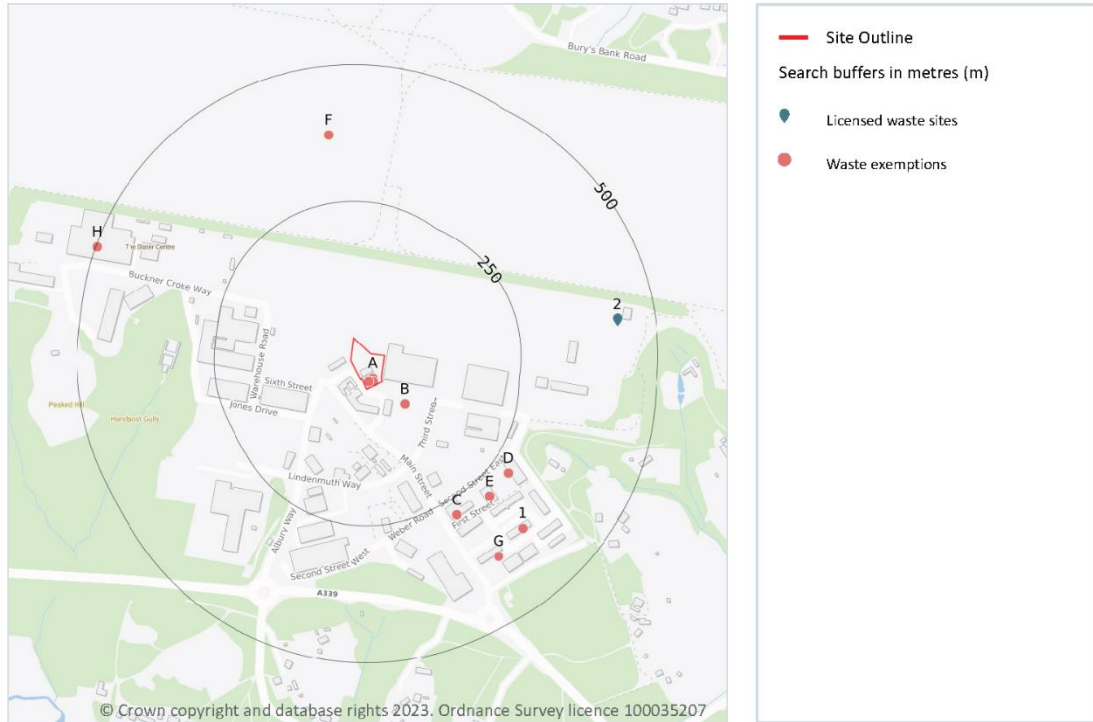 Bury's Bank Road
F
500
H
The Slater Centre
250
Buckner Croke Way
2
Warehouse Road
A
Sixth Street
B
Peaked Hill
Jones Drive
Handpost Gully
Third Street
Main Street
D
Second Street East
Lindenmuth Way
E
C
First Street
Weber Road
1
Albury Way
G
Second Street West
A339
© Crown copyright and database rights 2023. Ordnance Survey licence 100035207
Site Outline
Search buffers in metres (m)
Licensed waste sites
Waste exemptions